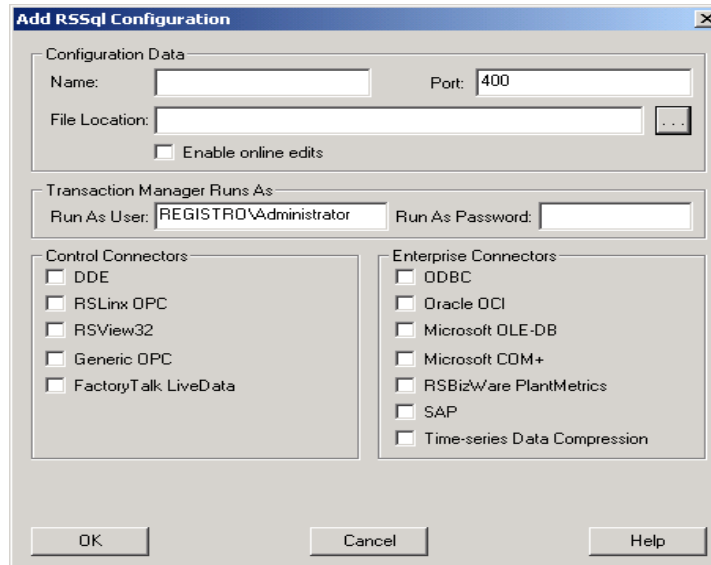 Add RSSql Configuration
Configuration Data
Name:
Port: 400
File Location:
...
Enable online edits
Transaction Manager Runs As
Run As User: REGISTRO\Administrator Run As Password:
Control Connectors
DDE
RSLinx OPC
RSView32
Generic OPC
FactoryTalk LiveData
Enterprise Connectors
ODBC
Oracle OCI
Microsoft OLE-DB
Microsoft COM+
RSBizWare PlantMetrics
SAP
Time-series Data Compression
OK
Cancel
Help